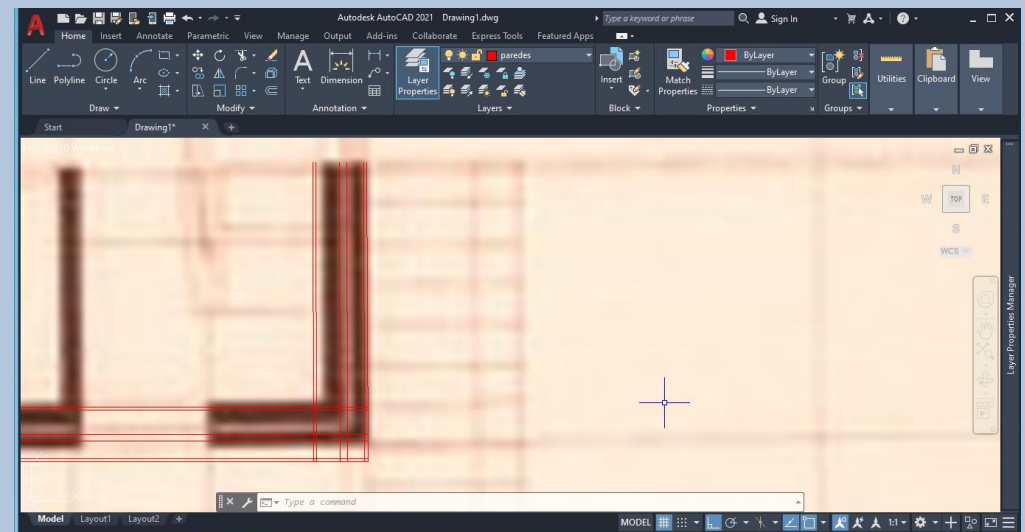 Autodesk AutoCAD 2021 Drawing1.dwg
Type a keyword or phrase
Sign In
Home Insert Annotate Parametric View Manage Output Add-ins Collaborate Express Tools Featured Apps
paredes
ByLayer
ByLayer
ByLayer
Line Polyline Circle Arc
Text Dimension
Layer Properties
Insert
Match Properties
Group
Utilities Clipboard View
Draw Modify Annotation Layers Block Properties Groups
Start Drawing1*
N
W TOP E
S
WCS
Layer Properties Manager
Type a command
Model Layout1 Layout2 +
MODEL
1:1